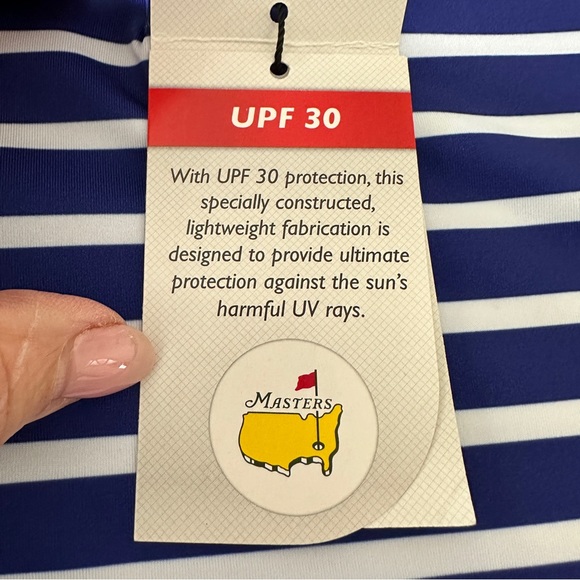 UPF 30
With UPF 30 protection, this
specially constructed,
lightweight fabrication is
designed to provide ultimate
protection against the sun's
harmful UV rays.
MASTERS